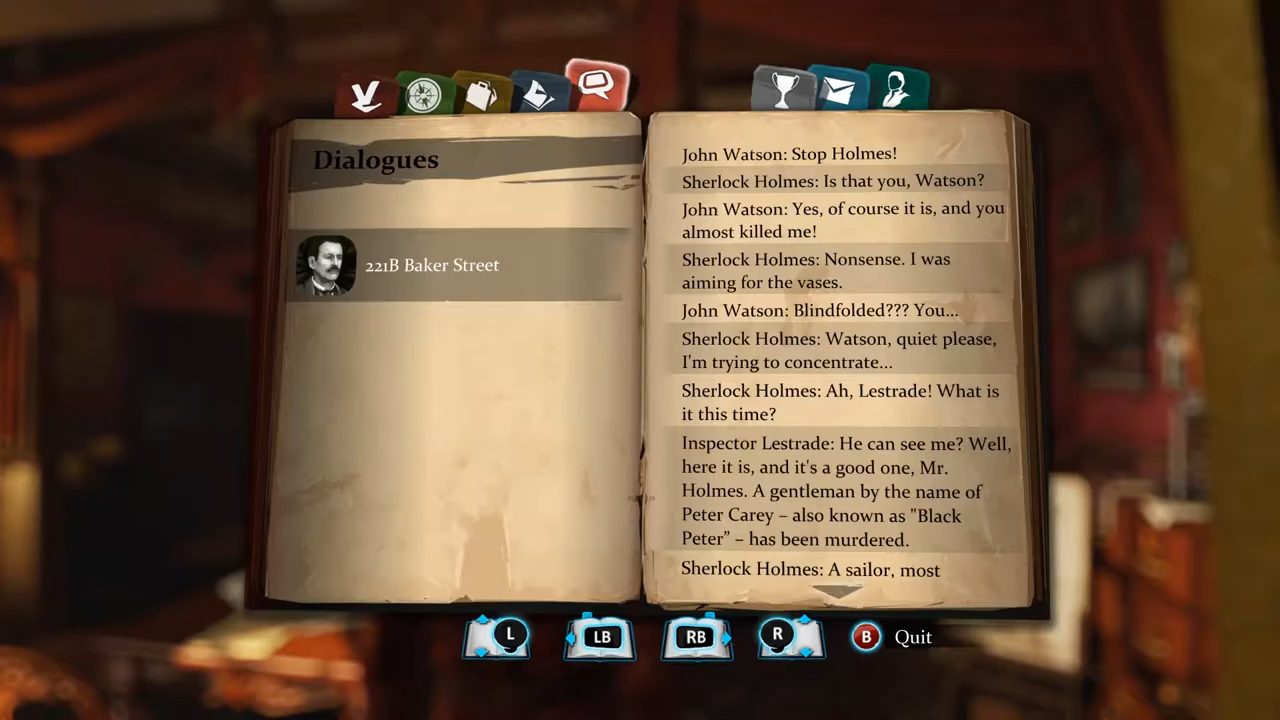 Dialogues
221B Baker Street
John Watson: Stop Holmes!
Sherlock Holmes: Is that you, Watson?
John Watson: Yes, of course it is, and you
almost killed me!
Sherlock Holmes: Nonsense. I was
aiming for the vases.
John Watson: Blindfolded??? You...
Sherlock Holmes: Watson, quiet please,
I'm trying to concentrate...
Sherlock Holmes: Ah, Lestrade! What is
it this time?
Inspector Lestrade: He can see me? Well,
here it is, and it's a good one, Mr.
Holmes. A gentleman by the name of
Peter Carey – also known as "Black
Peter” – has been murdered.
Sherlock Holmes: A sailor, most
L
LB
RB
R
B Quit